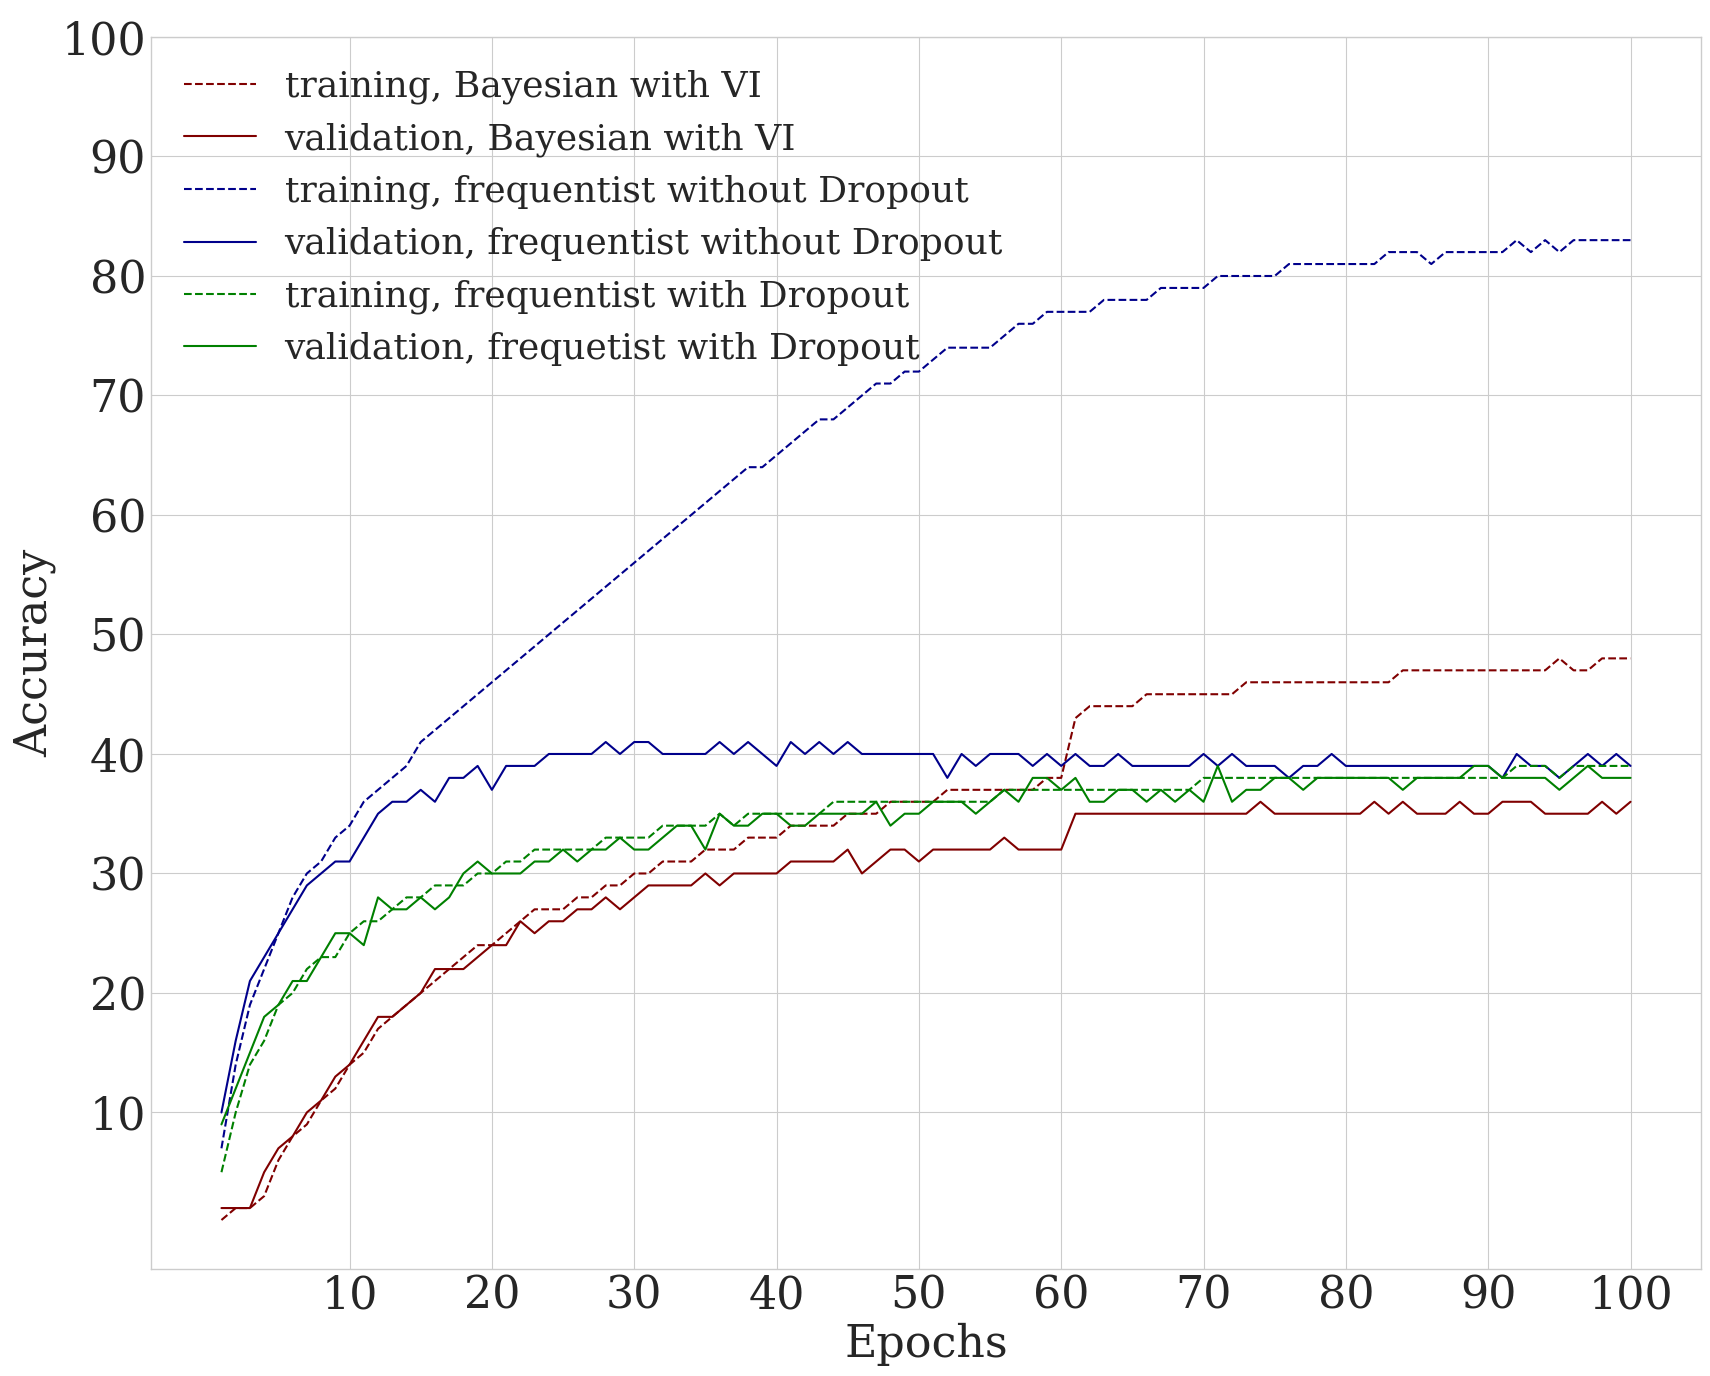 100
90
80
70
60
50
40
30
20
10
Accuracy
training, Bayesian with VI
validation, Bayesian with VI
training, frequentist without Dropout
validation, frequentist without Dropout
training, frequentist with Dropout
validation, frequetist with Dropout
10 20 30 40 50 60 70 80 90 100
Epochs